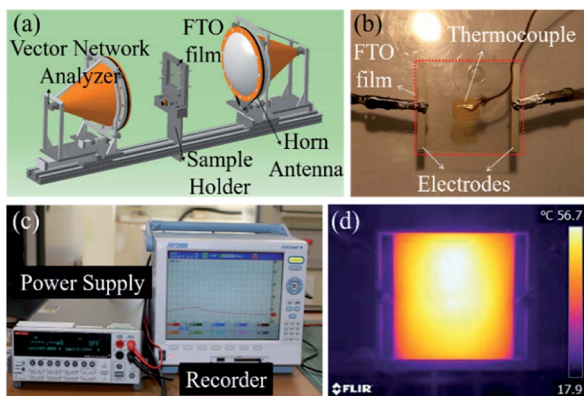 (a)
Vector Network
Analyzer
FTO
film
Sample
Holder
Horn
Antenna
(b)
FTO
film
Thermocouple
Electrodes
(c)
Power Supply
Recorder
(d)
°C 56.7
FLIR
17.9